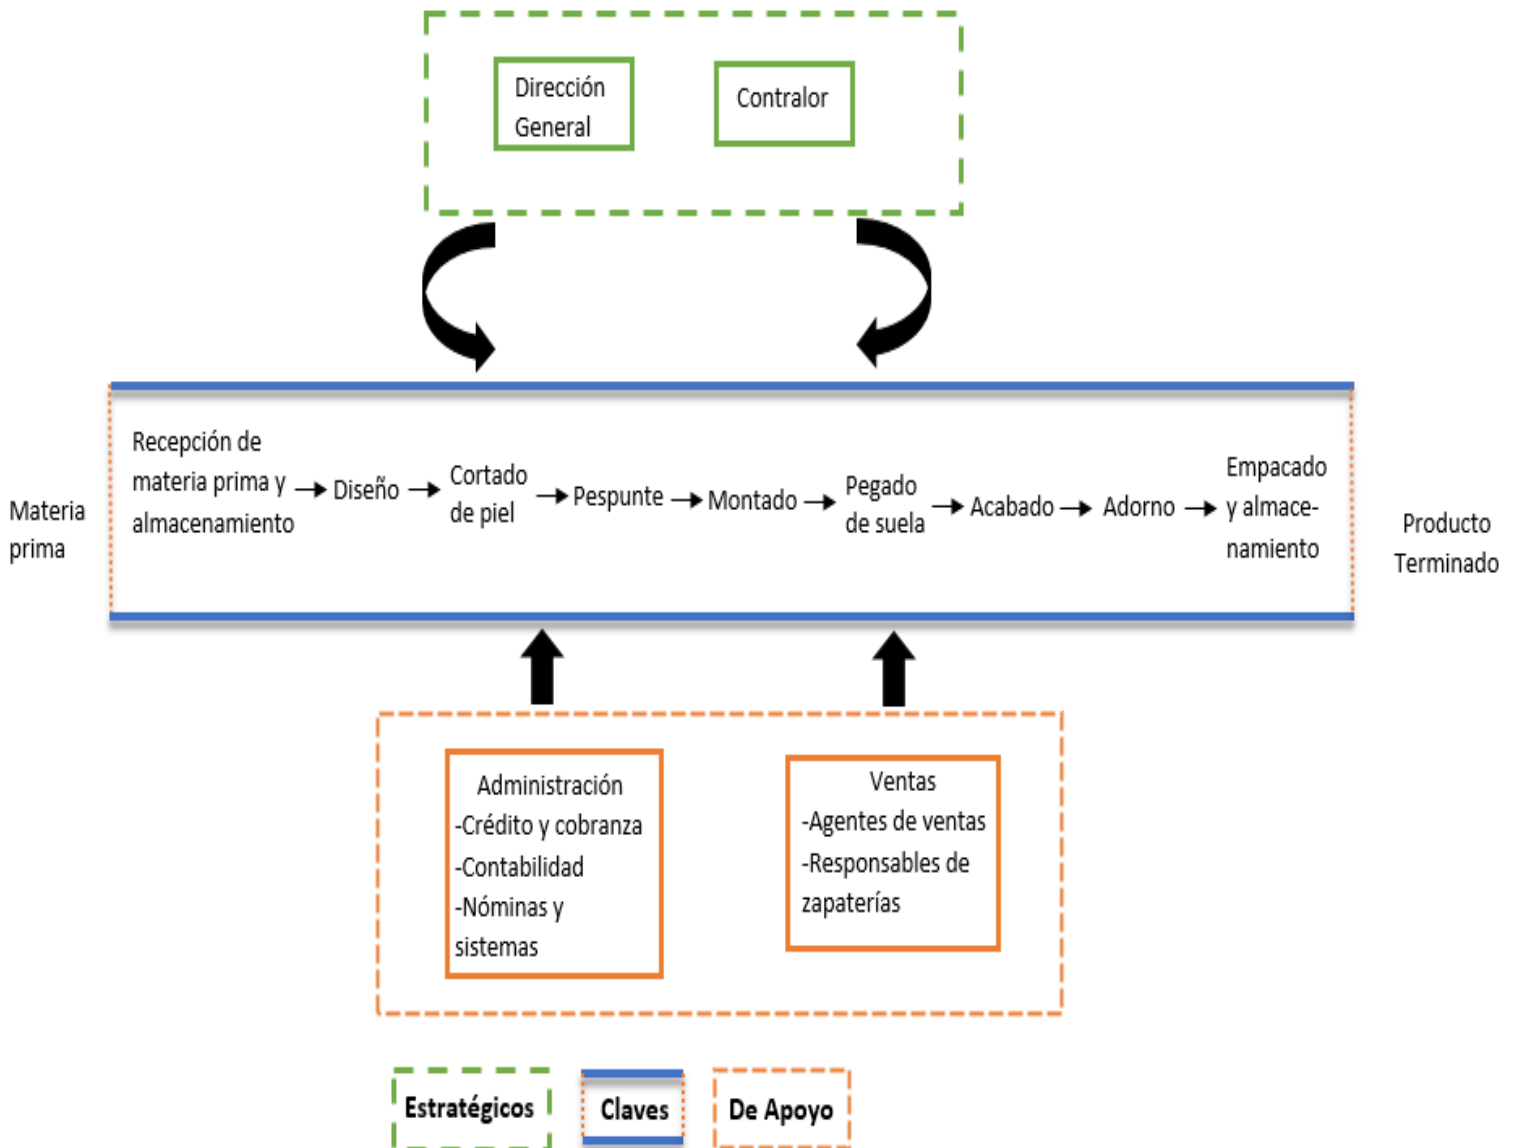 Dirección
General
Contralor
Materia
prima
Recepción de
materia prima y
almacenamiento
Diseño
Cortado
de piel
Pespunte
Montado
Pegado
de suela
Acabado
Adorno
Empacado
y almace-
namiento
Producto
Terminado
Administración
-Crédito y cobranza
-Contabilidad
-Nóminas y
sistemas
Ventas
-Agentes de ventas
-Responsables de
zapaterías
Estratégicos
Claves
De Apoyo